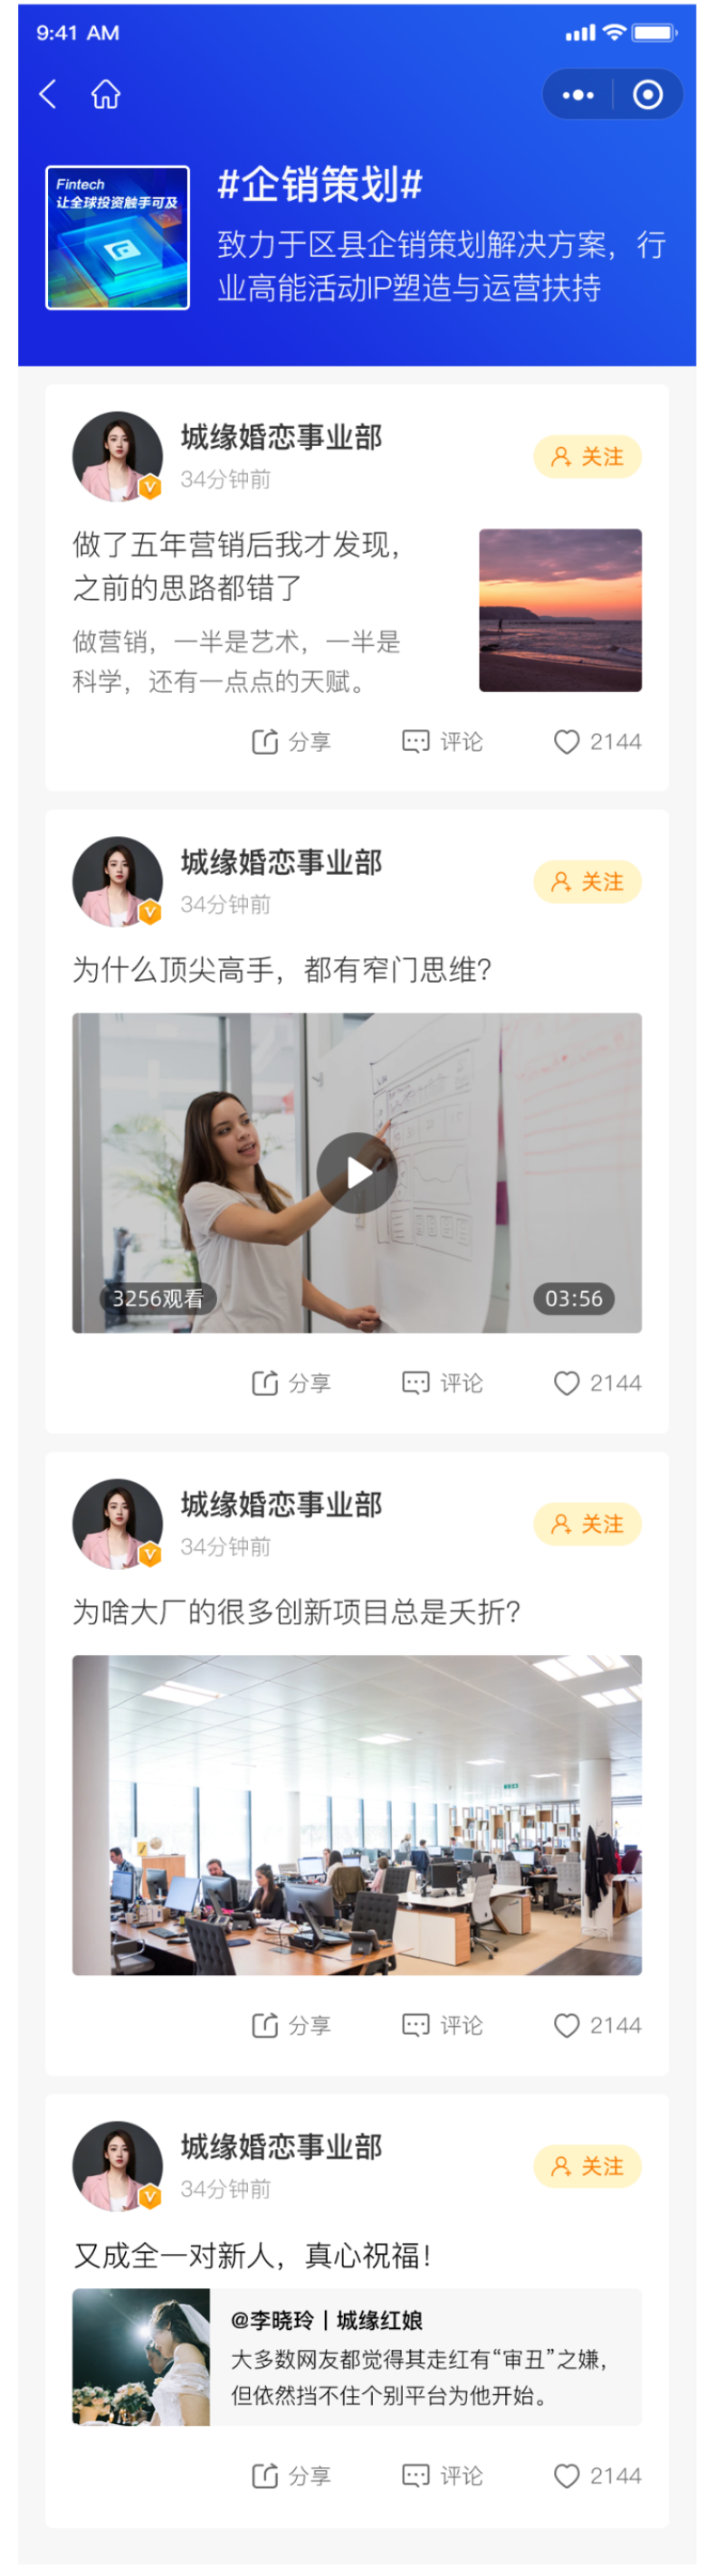 9:41 AM
Fintech
让全球投资触手可及
#企销策划#
致力于区县企销策划解决方案，行
业高能活动IP塑造与运营扶持
城缘婚恋事业部
34分钟前
关注
做了五年营销后我才发现，
之前的思路都错了
做营销，一半是艺术，一半是
科学，还有一点点的天赋。
分享
评论
2144
城缘婚恋事业部
34分钟前
关注
为什么顶尖高手，都有窄门思维?
3256观看
03:56
分享
评论
2144
城缘婚恋事业部
34分钟前
关注
为啥大厂的很多创新项目总是夭折?
分享
评论
2144
城缘婚恋事业部
34分钟前
关注
又成全一对新人，真心祝福!
@李晓玲丨城缘红娘
大多数网友都觉得其走红有“审丑”之嫌，
但依然挡不住个别平台为他开始。
分享
评论
2144